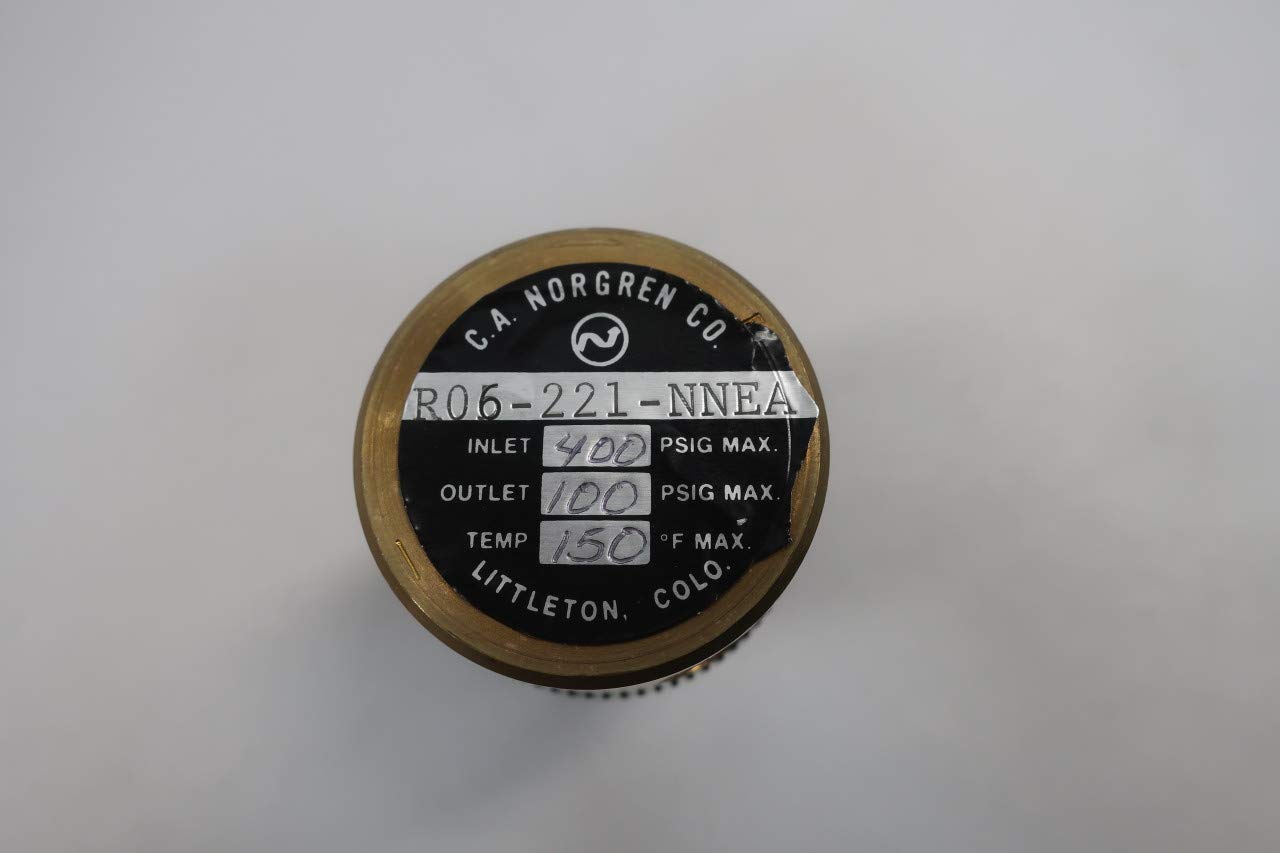 C.A. NORGREN CO.
R06-221-NNEA
INLET 400 PSIG MAX.
OUTLET 100 PSIG MAX.
TEMP 150 °F MAX.
LITTLETON, COLO.